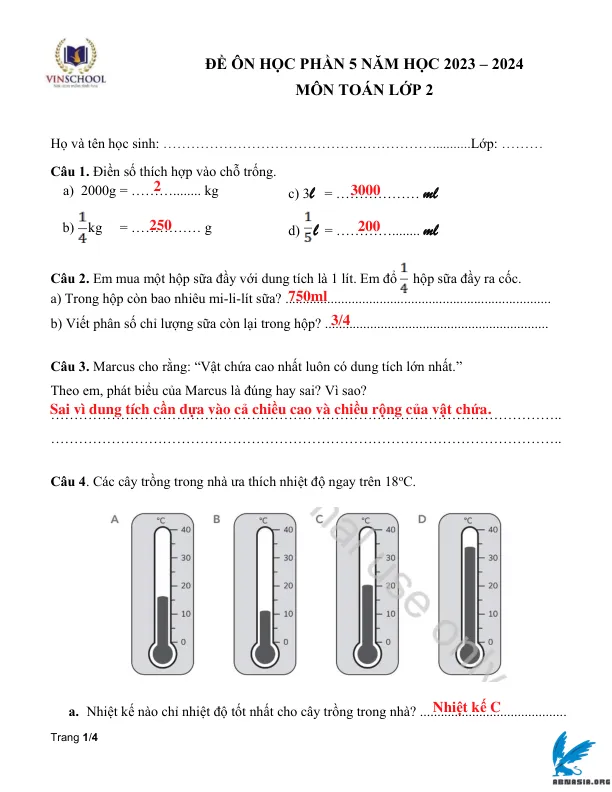 VINSCHOOL
ĐỀ ÔN HỌC PHẦN 5 NĂM HỌC 2023 – 2024
MÔN TOÁN LỚP 2
Họ và tên học sinh: ……………………………………………………...........Lớp: ………
Câu 1. Điền số thích hợp vào chỗ trống.
a) 2000g = ….2….......... kg
c) 3ℓ = ….3000………… mℓ
b) 1/4 kg = ….250……… g
d) 1/5 ℓ = ….200…........ mℓ
Câu 2. Em mua một hộp sữa đầy với dung tích là 1 lít. Em đổ 1/4 hộp sữa đầy ra cốc.
a) Trong hộp còn bao nhiêu mi-li-lít sữa? 750ml
b) Viết phân số chỉ lượng sữa còn lại trong hộp? 3/4
Câu 3. Marcus cho rằng: “Vật chứa cao nhất luôn có dung tích lớn nhất.”
Theo em, phát biểu của Marcus là đúng hay sai? Vì sao?
Sai vì dung tích cần dựa vào cả chiều cao và chiều rộng của vật chứa.
…………………………………………………………………………………………..
Câu 4. Các cây trồng trong nhà ưa thích nhiệt độ ngay trên 18ºC.
A B C D
°C °C °C °C
40 40 40 40
30 30 30 30
20 20 20 20
10 10 10 10
0 0 0 0
use only
a. Nhiệt kế nào chỉ nhiệt độ tốt nhất cho cây trồng trong nhà? Nhiệt kế C
Trang 1/4
ABNASIA.ORG